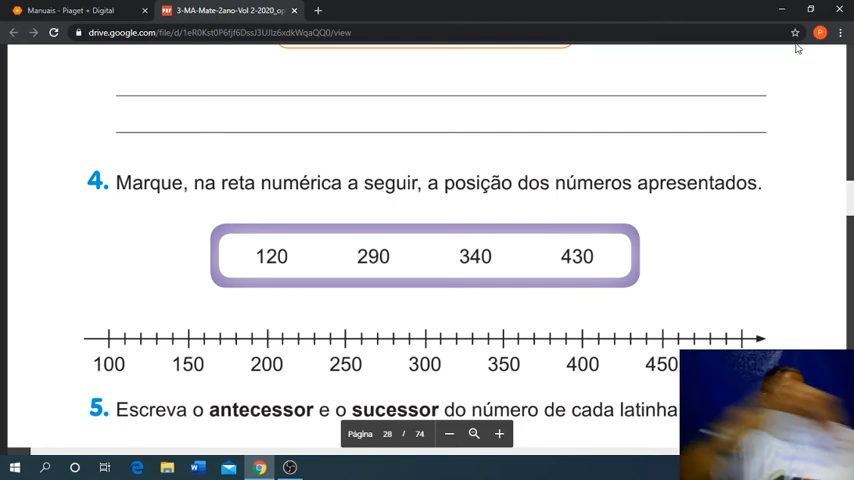 Manuais - Piaget + Digital
3-MA-Mate-2ano-Vol 2-2020_op
drive.google.com/file/d/1eR0Kst0P6fjf6DssJ3UJIz6xdkWqaQQ0/view
P
4. Marque, na reta numérica a seguir, a posição dos números apresentados.
120 290 340 430
100 150 200 250 300 350 400 450
5. Escreva o antecessor e o sucessor do número de cada latinha
Página 28 / 74